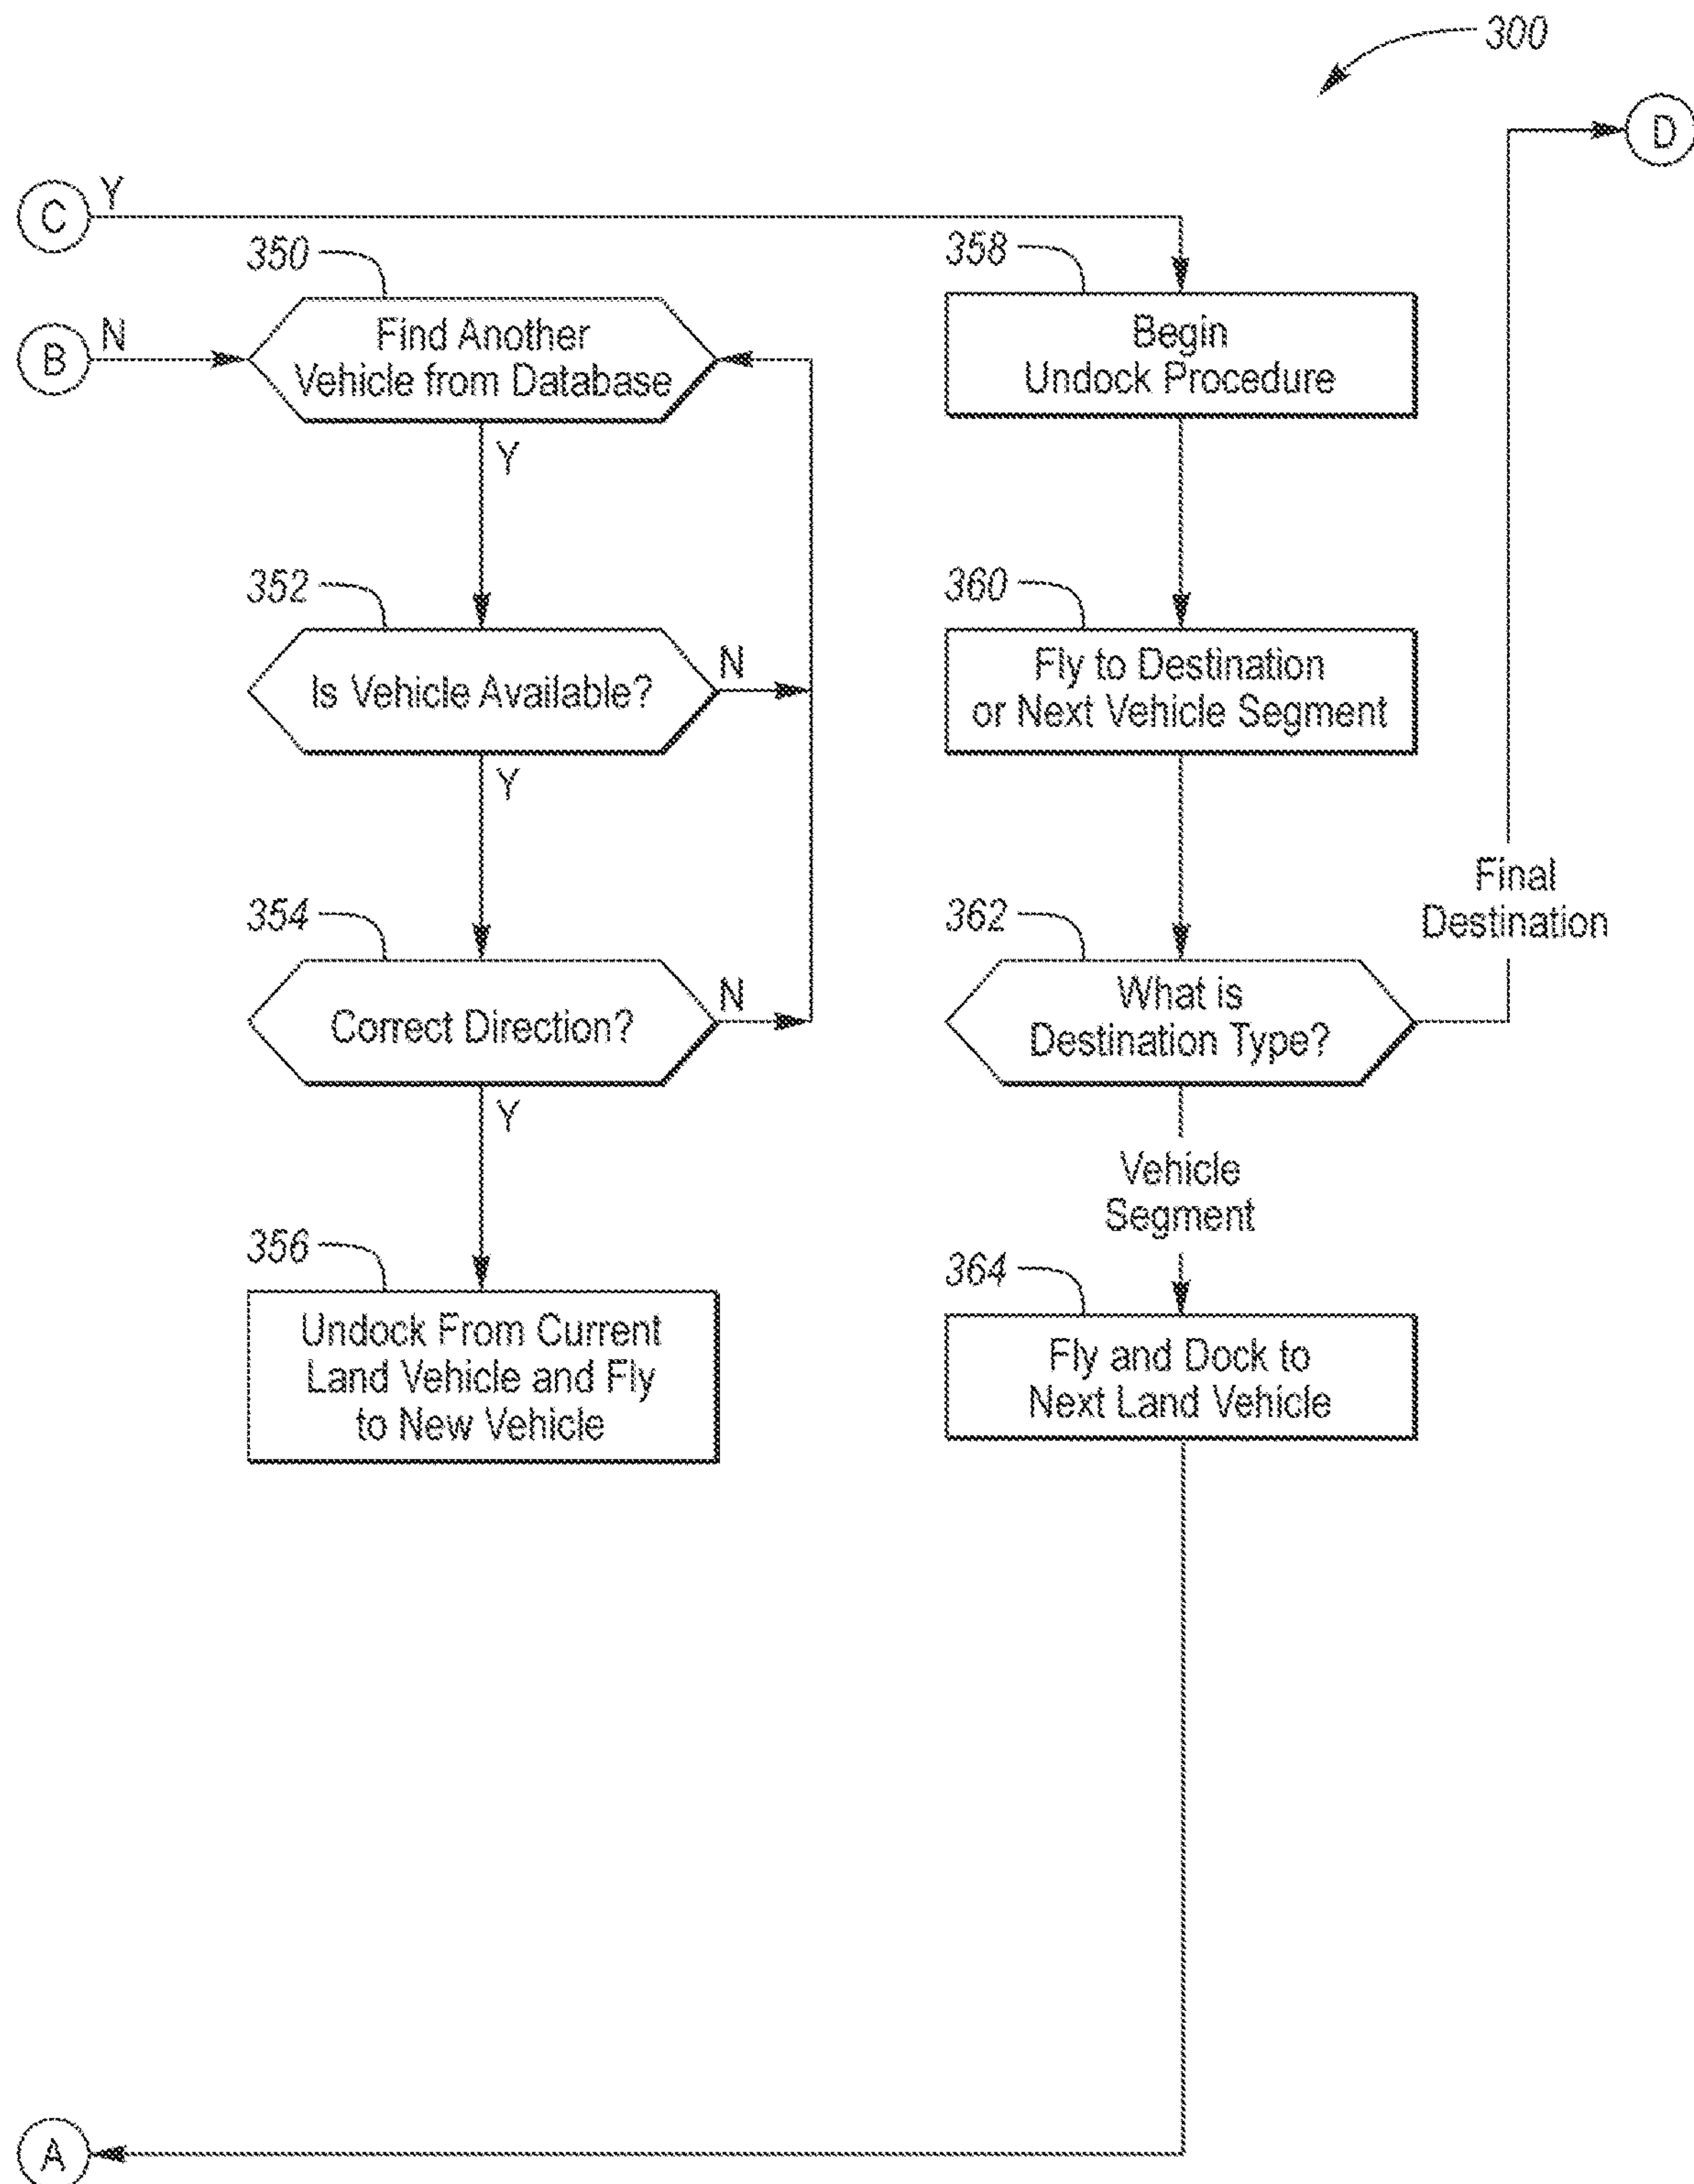 300
D
C
Y
350
358
B
N
Find Another
Vehicle from Database
Begin
Undock Procedure
Y
352
360
Is Vehicle Available?
N
Fly to Destination
or Next Vehicle Segment
Y
Final
Destination
354
362
Correct Direction?
N
What is
Destination Type?
Y
Vehicle
Segment
356
364
Undock From Current
Land Vehicle and Fly
to New Vehicle
Fly and Dock to
Next Land Vehicle
A